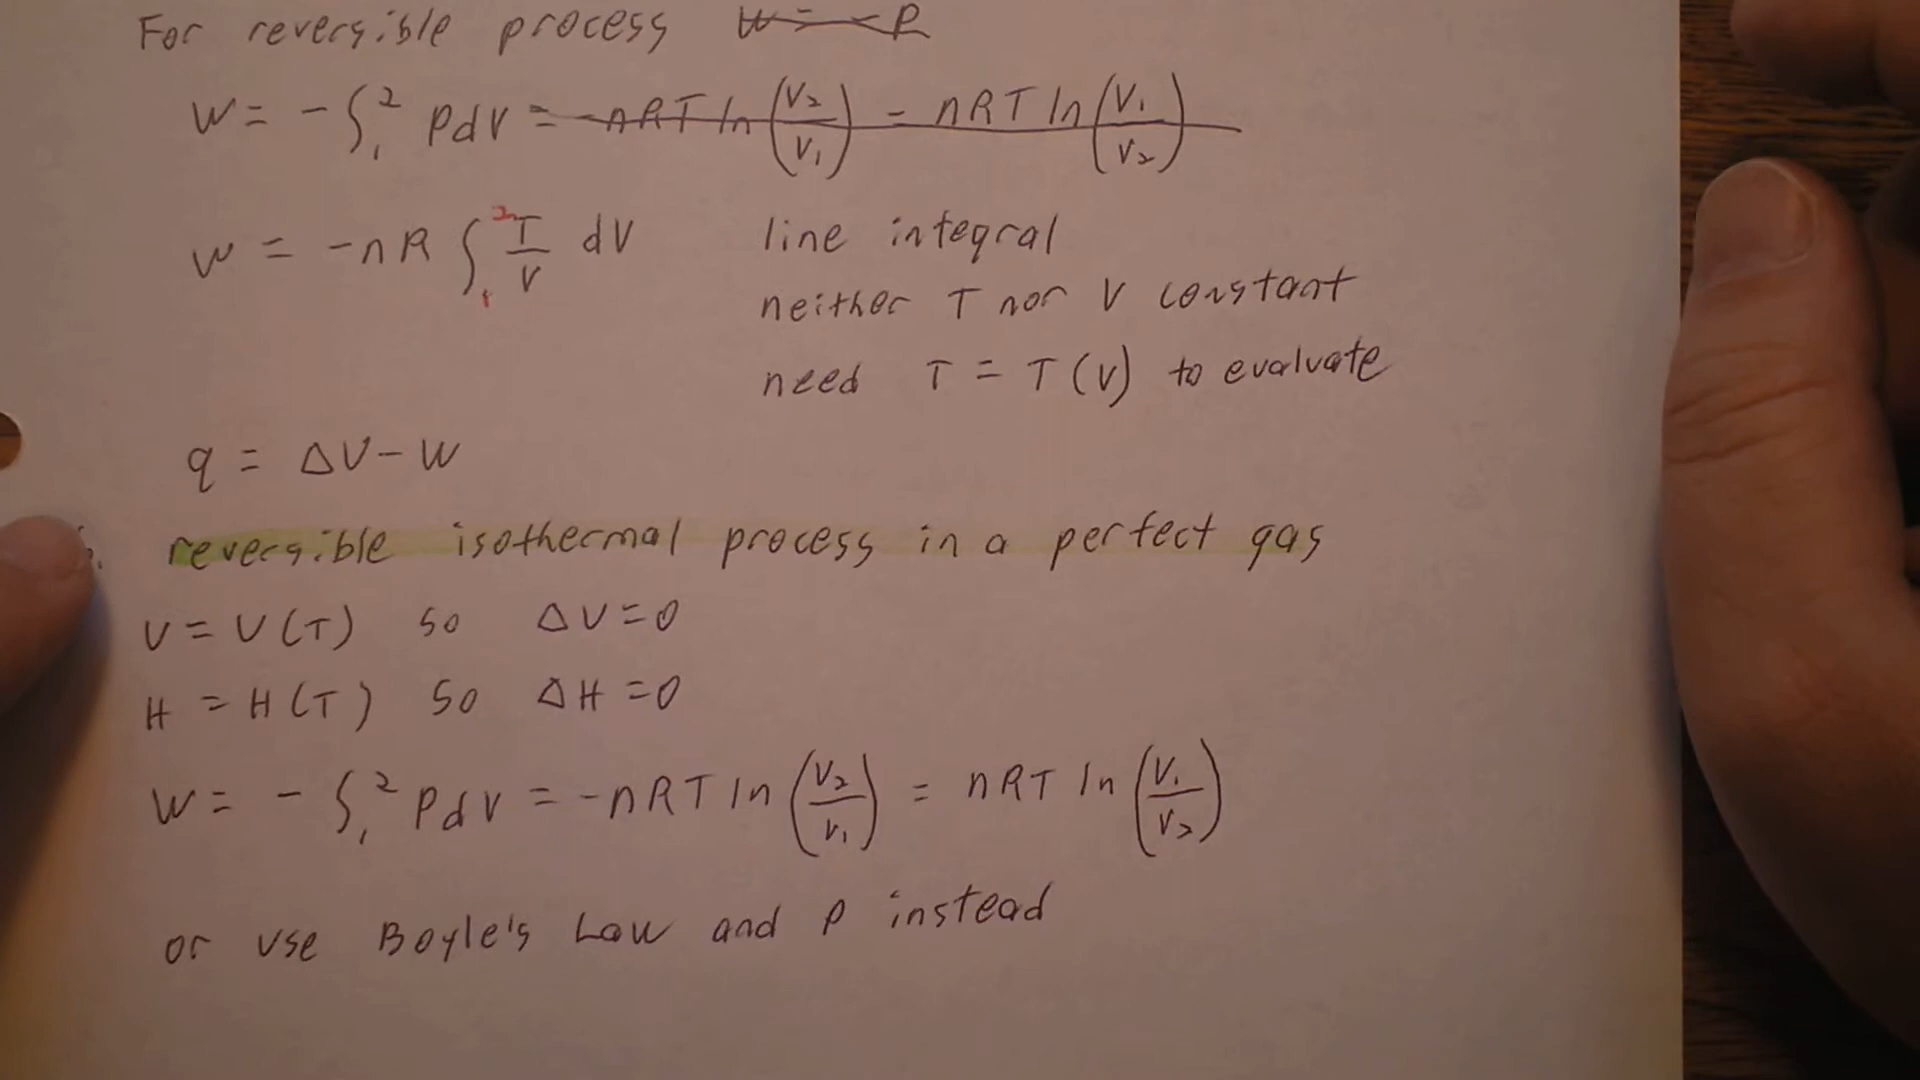 For reversible process w = -P
w = -∫₁² P dV = -nRT ln(V₂/V₁) = nRT ln(V₁/V₂)
w = -nR ∫₁² T/V dV line integral
neither T nor V constant
need T = T(V) to evaluate
q = ΔU - w
reversible isothermal process in a perfect gas
U = U(T) so ΔU = 0
H = H(T) so ΔH = 0
w = -∫₁² P dV = -nRT ln(V₂/V₁) = nRT ln(V₁/V₂)
or use Boyle's Law and P instead